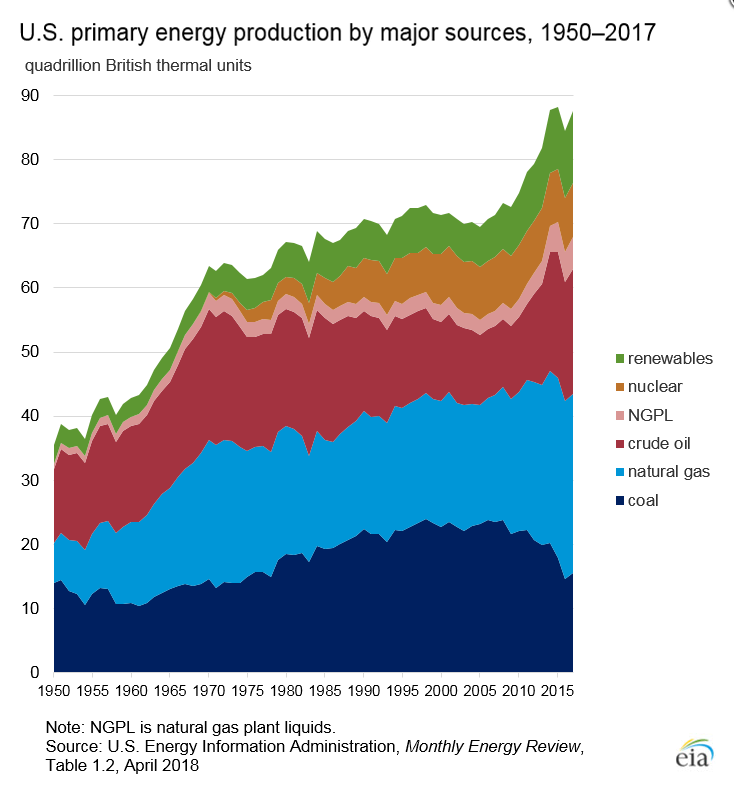 U.S. primary energy production by major sources, 1950–2017
quadrillion British thermal units
90
80
70
60
50
40
30
20
10
0
1950 1955 1960 1965 1970 1975 1980 1985 1990 1995 2000 2005 2010 2015
renewables
nuclear
NGPL
crude oil
natural gas
coal
Note: NGPL is natural gas plant liquids.
Source: U.S. Energy Information Administration, Monthly Energy Review,
Table 1.2, April 2018
eia